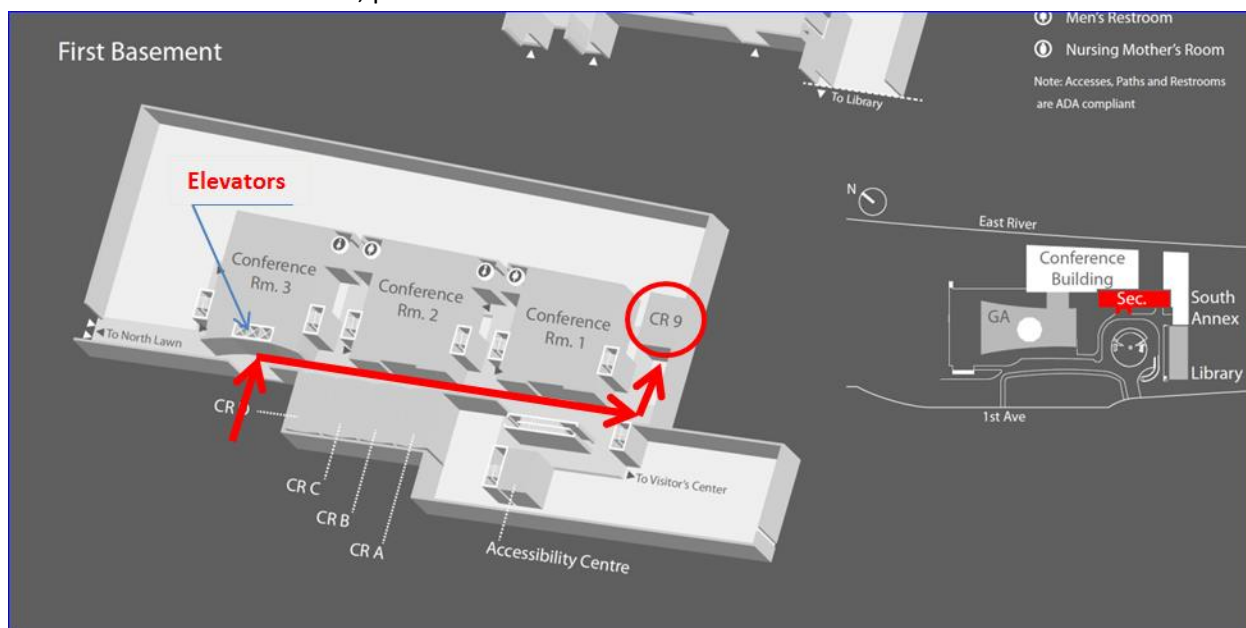 First Basement
Men's Restroom
Nursing Mother's Room
Note: Accesses, Paths and Restrooms
are ADA compliant
To Library
Elevators
Conference
Rm. 3
Conference
Rm. 2
Conference
Rm. 1
CR 9
To North Lawn
CR D
CR C
CR B
CR A
Accessibility Centre
To Visitor's Center
N
East River
Conference
Building
Sec.
South
Annex
GA
Library
1st Ave